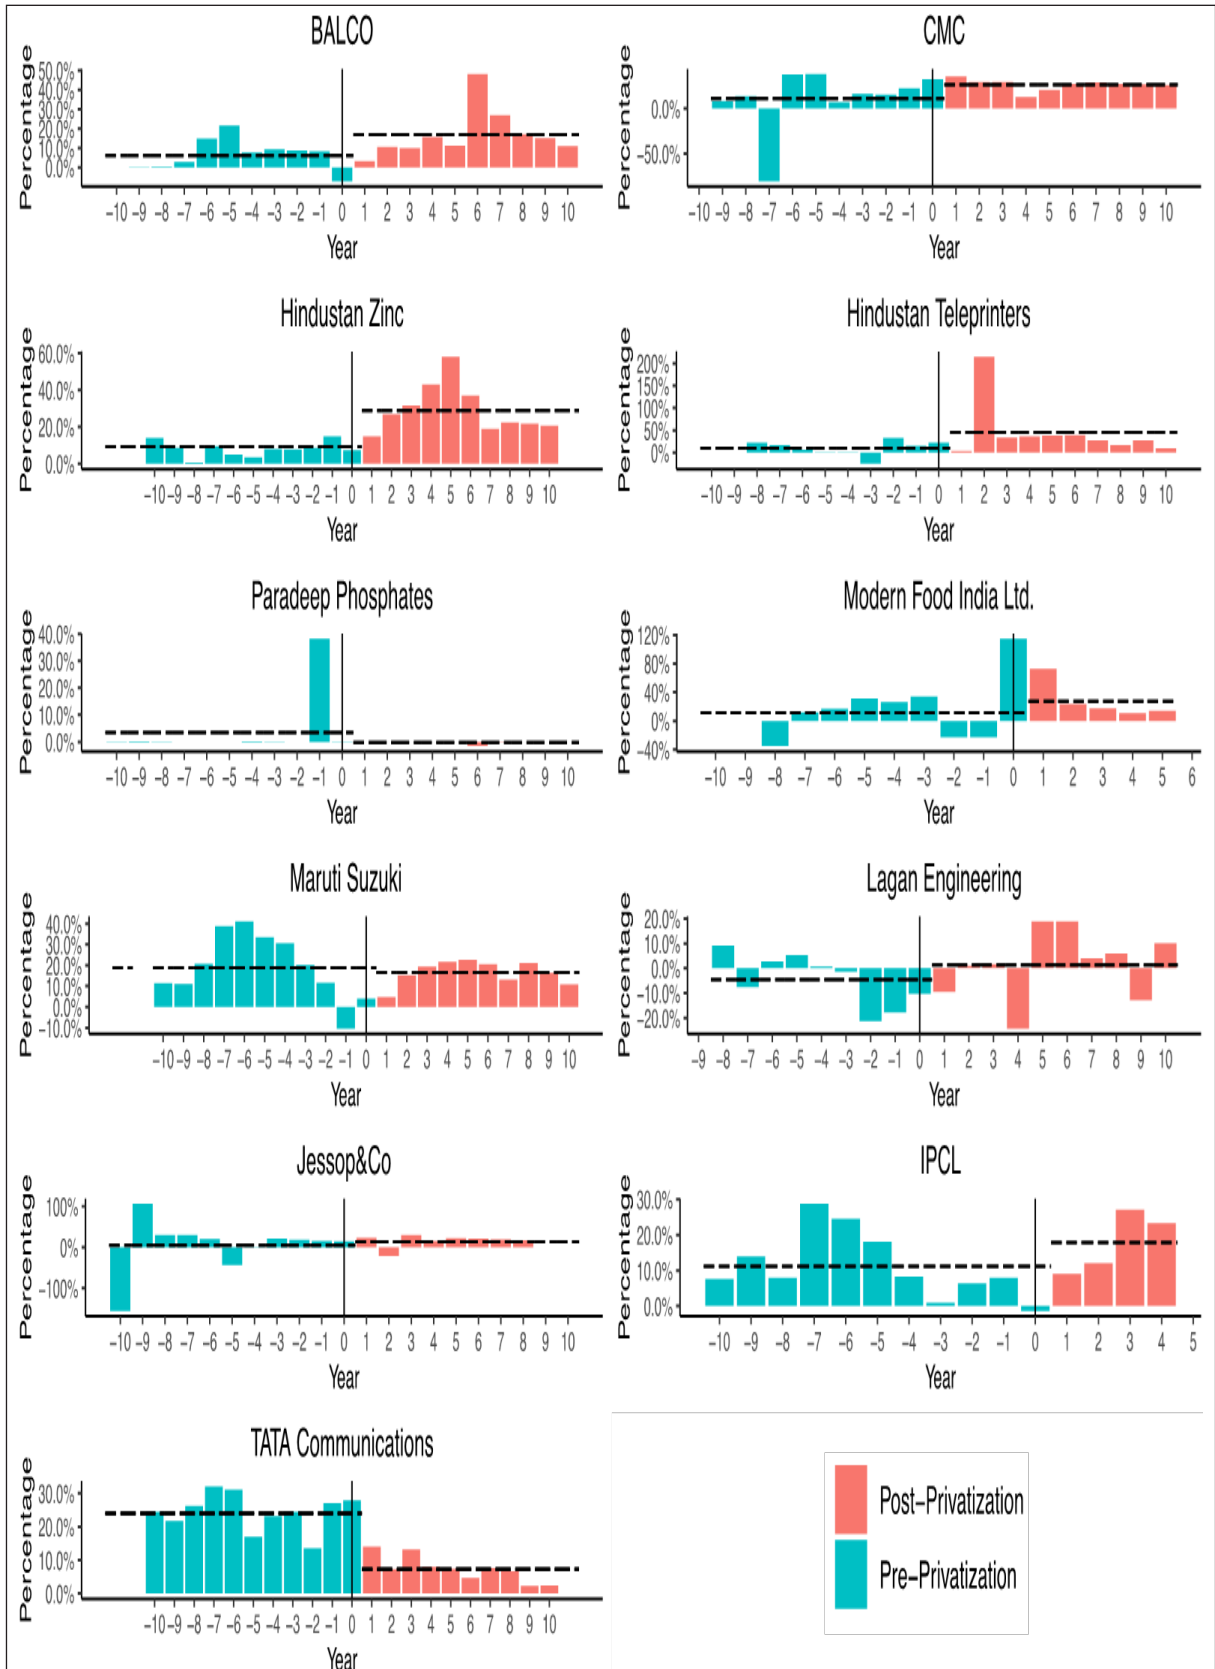 BALCO
Percentage
50.0%
40.0%
30.0%
20.0%
10.0%
0.0%
-10 -9 -8 -7 -6 -5 -4 -3 -2 -1 0 1 2 3 4 5 6 7 8 9 10
Year
CMC
Percentage
0.0%
-50.0%
-10 -9 -8 -7 -6 -5 -4 -3 -2 -1 0 1 2 3 4 5 6 7 8 9 10
Year
Hindustan Zinc
Percentage
60.0%
40.0%
20.0%
0.0%
-10 -9 -8 -7 -6 -5 -4 -3 -2 -1 0 1 2 3 4 5 6 7 8 9 10
Year
Hindustan Teleprinters
Percentage
200%
150%
100%
50%
0%
-10 -9 -8 -7 -6 -5 -4 -3 -2 -1 0 1 2 3 4 5 6 7 8 9 10
Year
Paradeep Phosphates
Percentage
40.0%
30.0%
20.0%
10.0%
0.0%
-10 -9 -8 -7 -6 -5 -4 -3 -2 -1 0 1 2 3 4 5 6 7 8 9 10
Year
Modern Food India Ltd.
Percentage
120%
80%
40%
0%
-40%
-10 -9 -8 -7 -6 -5 -4 -3 -2 -1 0 1 2 3 4 5 6
Year
Maruti Suzuki
Percentage
40.0%
30.0%
20.0%
10.0%
0.0%
-10.0%
-10 -9 -8 -7 -6 -5 -4 -3 -2 -1 0 1 2 3 4 5 6 7 8 9 10
Year
Lagan Engineering
Percentage
20.0%
10.0%
0.0%
-10.0%
-20.0%
-9 -8 -7 -6 -5 -4 -3 -2 -1 0 1 2 3 4 5 6 7 8 9 10
Year
Jessop&Co
Percentage
100%
0%
-100%
-10 -9 -8 -7 -6 -5 -4 -3 -2 -1 0 1 2 3 4 5 6 7 8 9 10
Year
IPCL
Percentage
30.0%
20.0%
10.0%
0.0%
-10 -9 -8 -7 -6 -5 -4 -3 -2 -1 0 1 2 3 4 5
Year
TATA Communications
Percentage
30.0%
20.0%
10.0%
0.0%
-10 -9 -8 -7 -6 -5 -4 -3 -2 -1 0 1 2 3 4 5 6 7 8 9 10
Year
Post-Privatization
Pre-Privatization